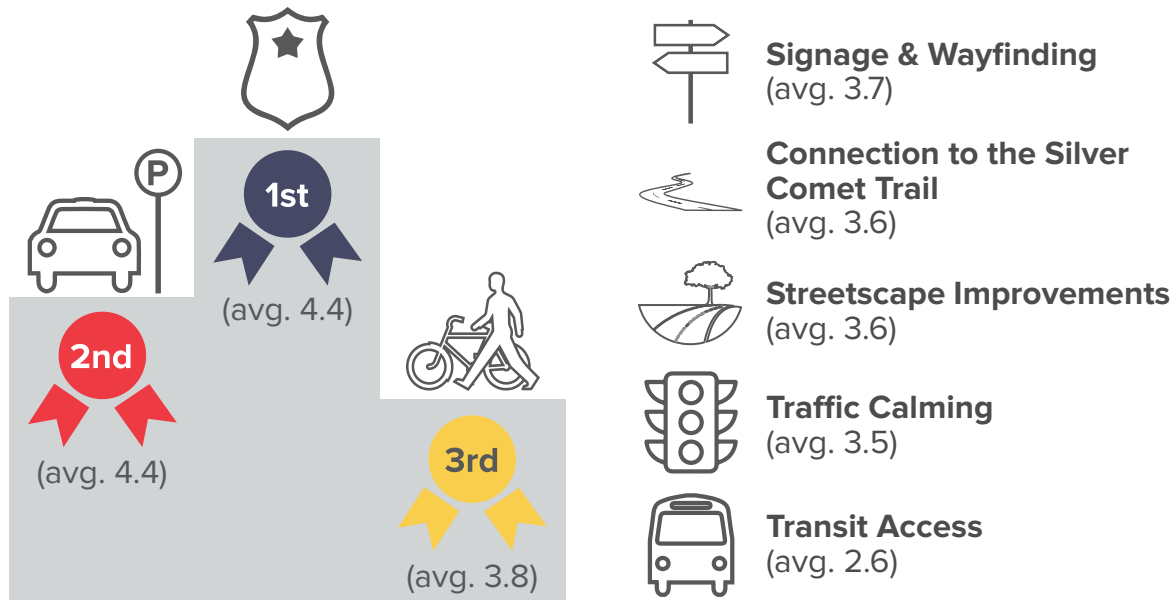 P
1st
(avg. 4.4)
2nd
(avg. 4.4)
3rd
(avg. 3.8)
Signage & Wayfinding
(avg. 3.7)
Connection to the Silver
Comet Trail
(avg. 3.6)
Streetscape Improvements
(avg. 3.6)
Traffic Calming
(avg. 3.5)
Transit Access
(avg. 2.6)